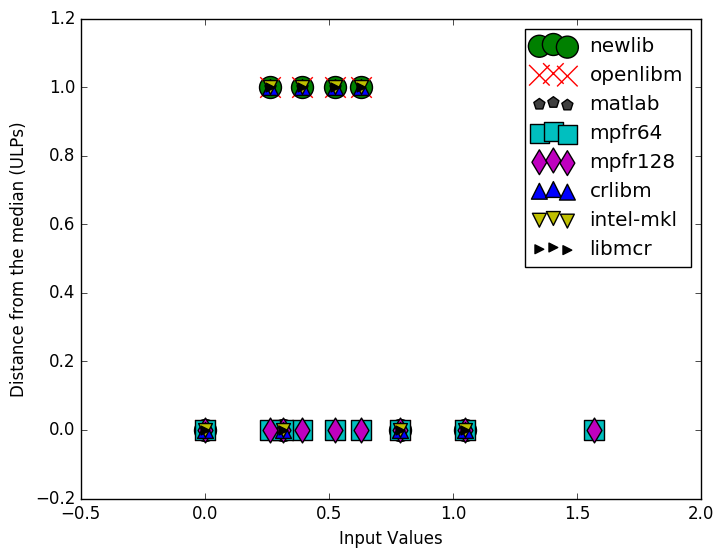 1.2
1.0
0.8
0.6
0.4
0.2
0.0
−0.2
−0.5
0.0
0.5
1.0
1.5
2.0
Distance from the median (ULPs)
Input Values
newlib
openlibm
matlab
mpfr64
mpfr128
crlibm
intel-mkl
libmcr